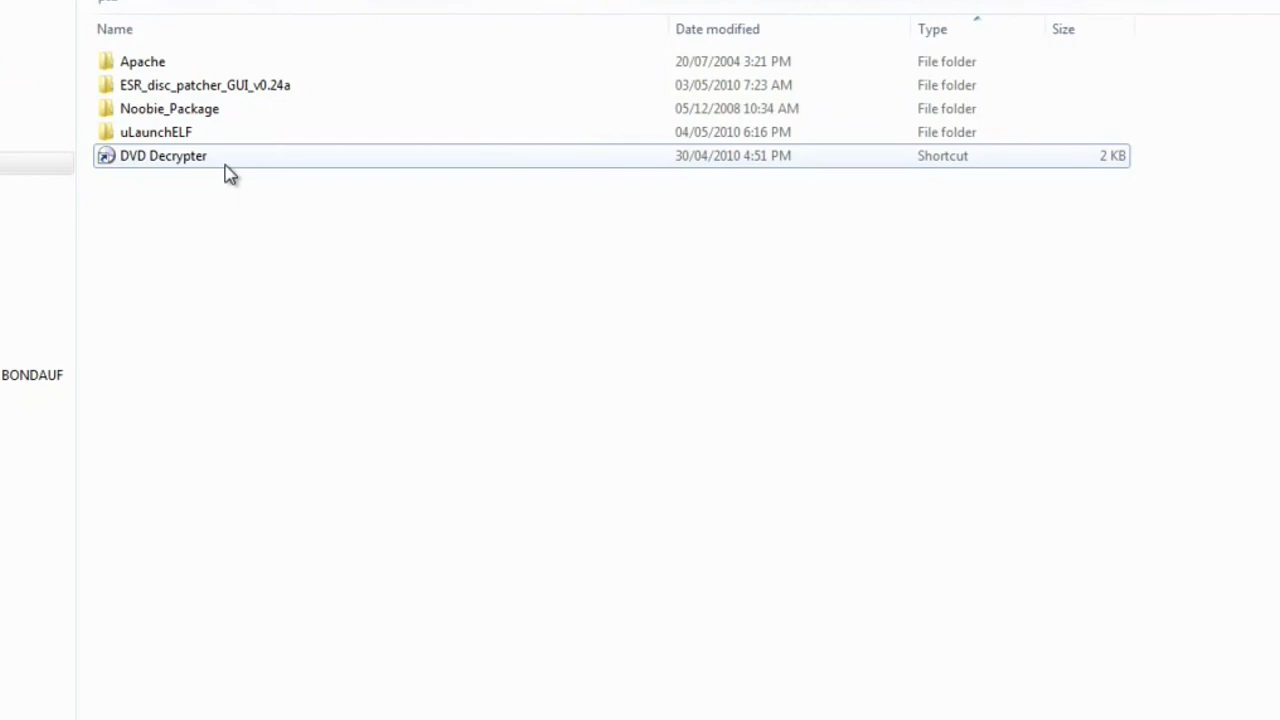 Name Date modified Type Size
Apache 20/07/2004 3:21 PM File folder
ESR_disc_patcher_GUI_v0.24a 03/05/2010 7:23 AM File folder
Noobie_Package 05/12/2008 10:34 AM File folder
uLaunchELF 04/05/2010 6:16 PM File folder
DVD Decrypter 30/04/2010 4:51 PM Shortcut 2 KB
BONDAUF